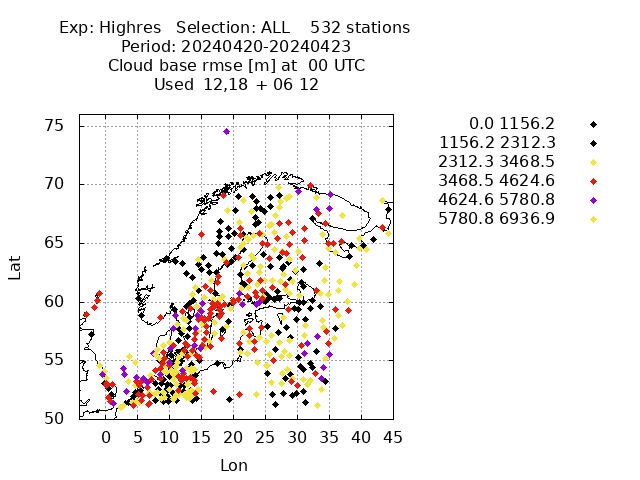 Exp: Highres Selection: ALL 532 stations
Period: 20240420-20240423
Cloud base rmse [m] at 00 UTC
Used 12,18 + 06 12
75
70
65
60
55
50
Lat
0 5 10 15 20 25 30 35 40 45
Lon
0.0 1156.2
1156.2 2312.3
2312.3 3468.5
3468.5 4624.6
4624.6 5780.8
5780.8 6936.9